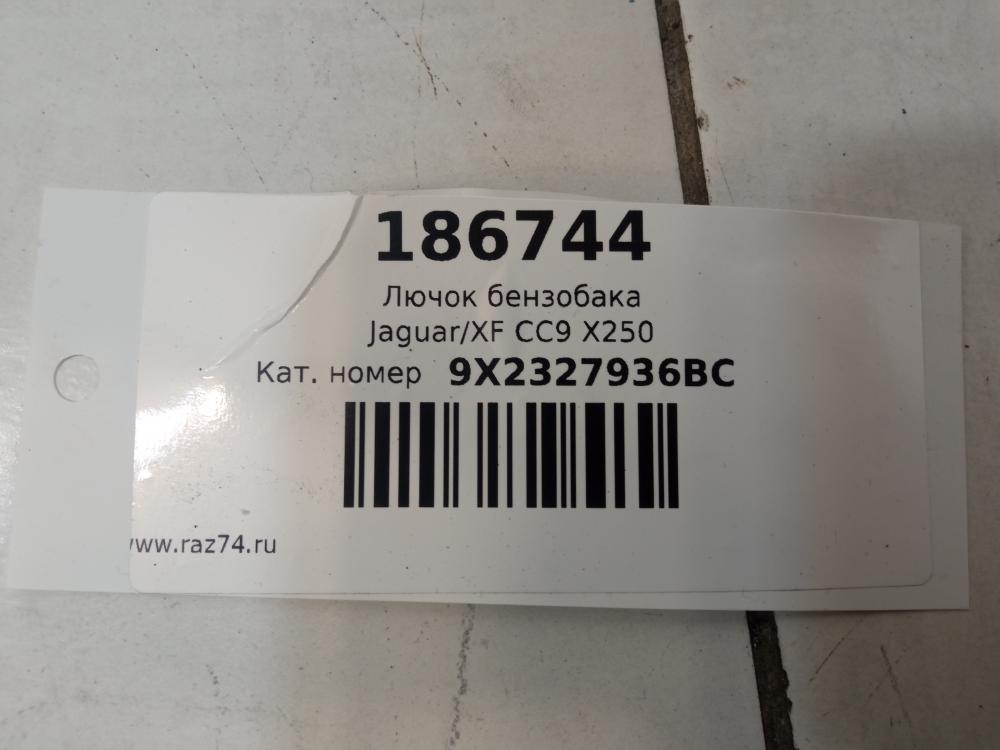 186744
Лючок бензобака
Jaguar/XF CC9 X250
Кат. номер 9X2327936BC
www.raz74.ru